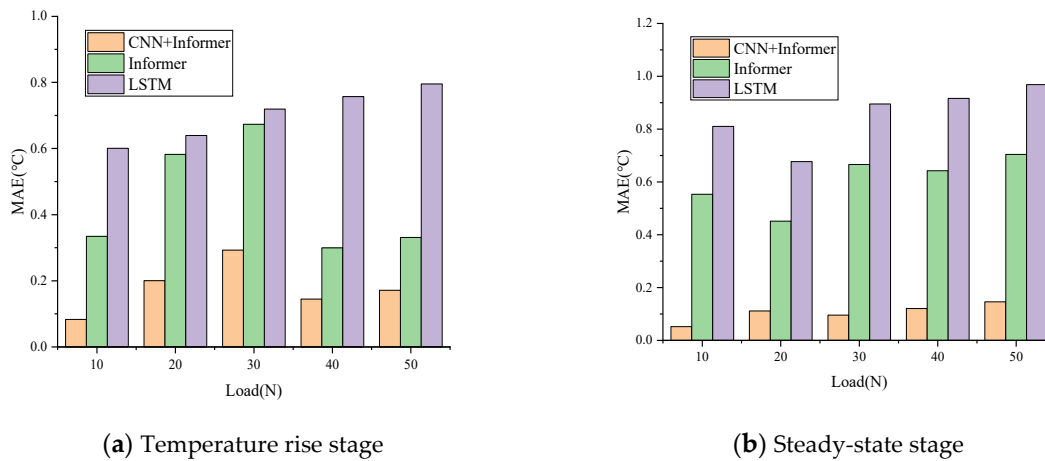 1.0
0.8
0.6
0.4
0.2
0.0
MAE(℃)
CNN+Informer
Informer
LSTM
10 20 30 40 50
Load(N)
(a) Temperature rise stage
1.2
1.0
0.8
0.6
0.4
0.2
0.0
MAE(℃)
CNN+Informer
Informer
LSTM
10 20 30 40 50
Load(N)
(b) Steady-state stage